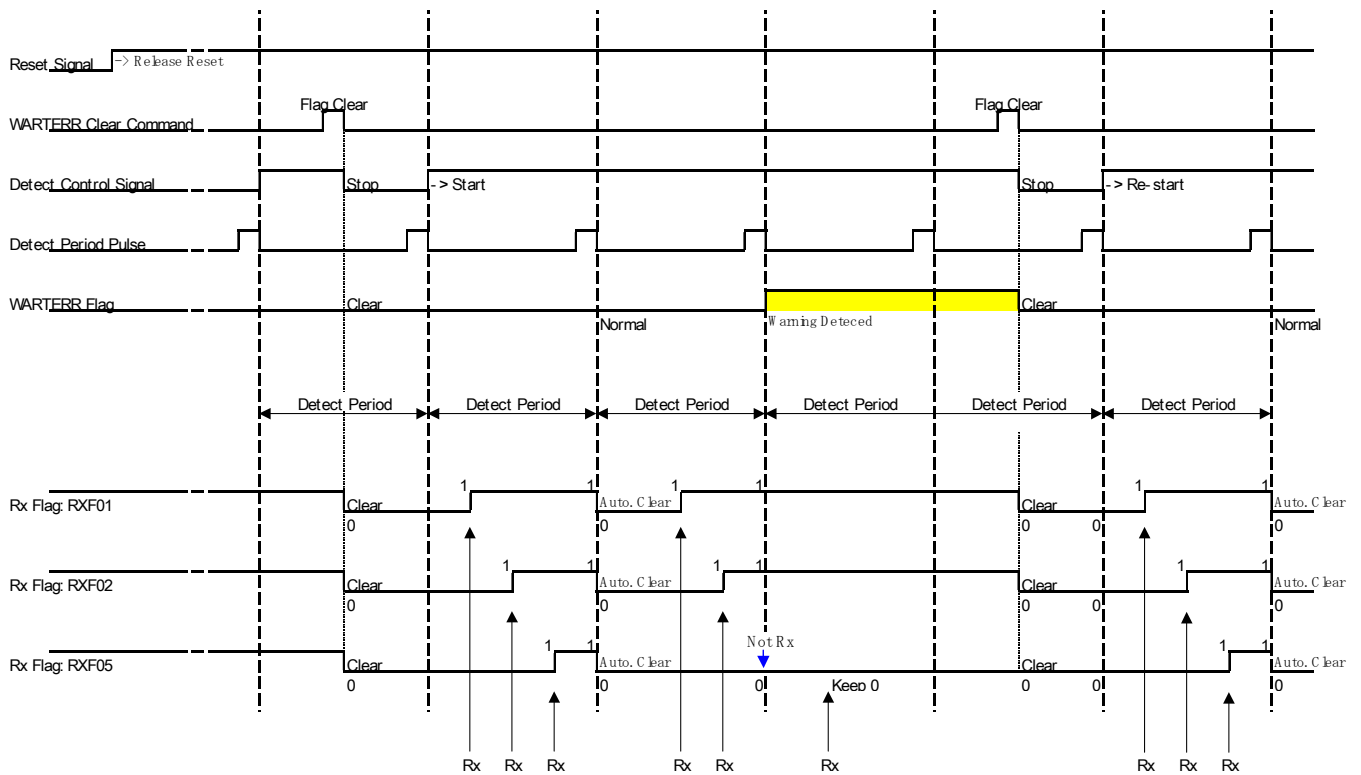 Reset Signal -> Release Reset
Flag Clear Flag Clear
WARTERR Clear Command
Detect Control Signal Stop -> Start Stop -> Re-start
Detect Period Pulse
WARTERR Flag Clear Normal Warning Deteced Clear Normal
Detect Period Detect Period Detect Period Detect Period Detect Period Detect Period
1 1 1 1 1 1
Rx Flag: RXF01 Clear Auto. Clear Clear Auto. Clear
0 0 0 0 0
1 1 1 1 1 1
Rx Flag: RXF02 Clear Auto. Clear Clear Auto. Clear
0 0 0 0 0
1 1 Not Rx 1 1
Rx Flag: RXF05 Clear Auto. Clear Clear Auto. Clear
0 0 0 Keep 0 0 0 0
Rx Rx Rx Rx Rx Rx Rx Rx Rx